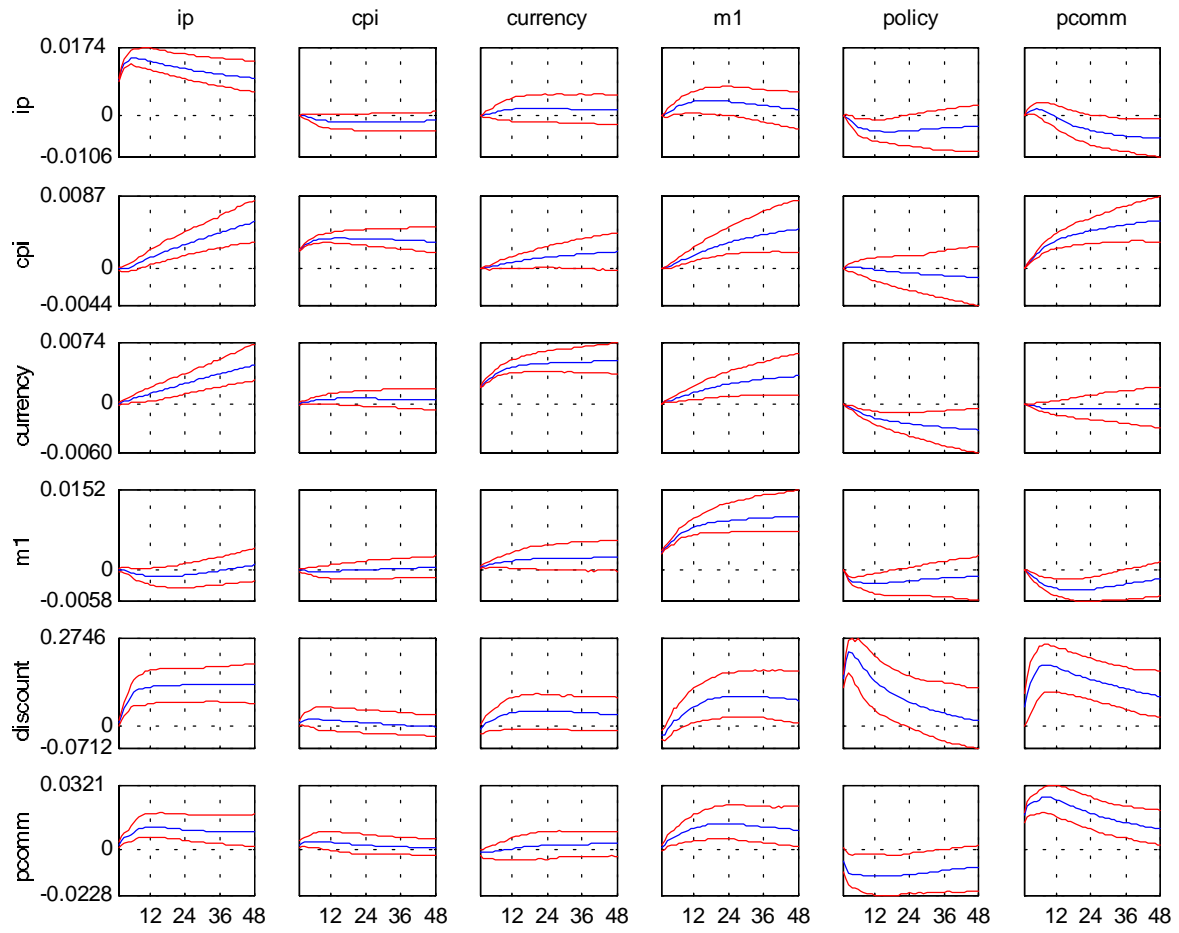 ip cpi currency m1 policy pcomm
0.0174
ip
0
-0.0106
0.0087
cpi
0
-0.0044
0.0074
currency
0
-0.0060
0.0152
m1
0
-0.0058
0.2746
discount
0
-0.0712
0.0321
pcomm
0
-0.0228
12 24 36 48 12 24 36 48 12 24 36 48 12 24 36 48 12 24 36 48 12 24 36 48